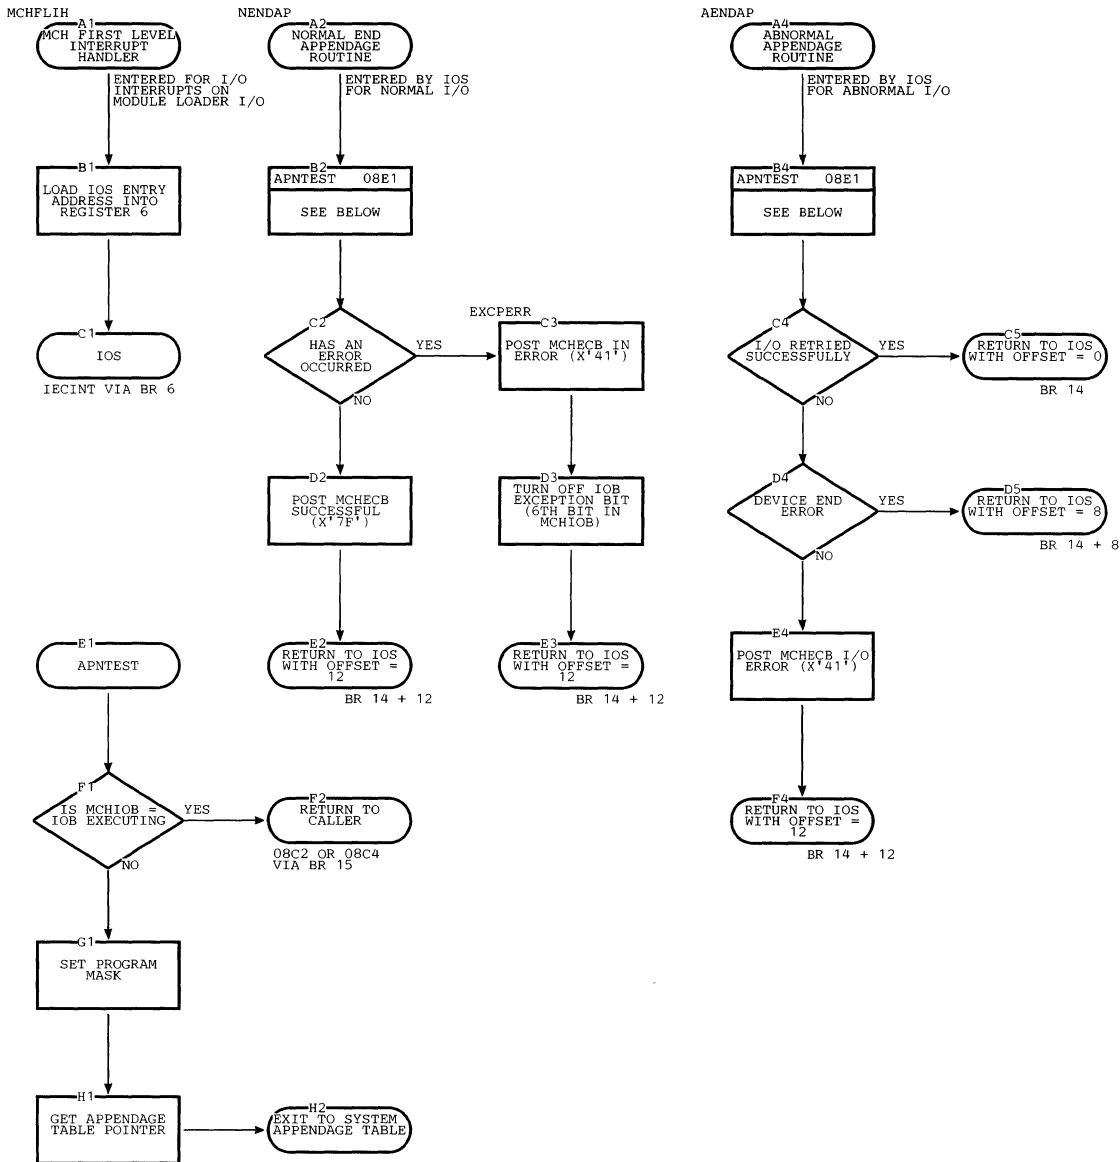 MCHFLIH
A1
MCH FIRST LEVEL
INTERRUPT
HANDLER
ENTERED FOR I/O
INTERRUPTS ON
MODULE LOADER I/O
B1
LOAD IOS ENTRY
ADDRESS INTO
REGISTER 6
C1
IOS
IECINT VIA BR 6
NENDAP
A2
NORMAL END
APPENDAGE
ROUTINE
ENTERED BY IOS
FOR NORMAL I/O
B2
APNTEST 08E1
SEE BELOW
C2
HAS AN
ERROR
OCCURRED
YES
NO
EXCPERR
C3
POST MCHECB IN
ERROR (X'41')
D2
POST MCHECB
SUCCESSFUL
(X'7F')
D3
TURN OFF IOB
EXCEPTION BIT
(6TH BIT IN
MCHIOB)
E2
RETURN TO IOS
WITH OFFSET =
12
BR 14 + 12
E3
RETURN TO IOS
WITH OFFSET =
12
BR 14 + 12
AENDAP
A4
ABNORMAL
APPENDAGE
ROUTINE
ENTERED BY IOS
FOR ABNORMAL I/O
B4
APNTEST 08E1
SEE BELOW
C4
I/O RETRIED
SUCCESSFULLY
YES
NO
C5
RETURN TO IOS
WITH OFFSET = 0
BR 14
D4
DEVICE END
ERROR
YES
NO
D5
RETURN TO IOS
WITH OFFSET = 8
BR 14 + 8
E4
POST MCHECB I/O
ERROR (X'41')
F4
RETURN TO IOS
WITH OFFSET =
12
BR 14 + 12
E1
APNTEST
F1
IS MCHIOB =
IOB EXECUTING
YES
NO
F2
RETURN TO
CALLER
08C2 OR 08C4
VIA BR 15
G1
SET PROGRAM
MASK
H1
GET APPENDAGE
TABLE POINTER
H2
EXIT TO SYSTEM
APPENDAGE TABLE